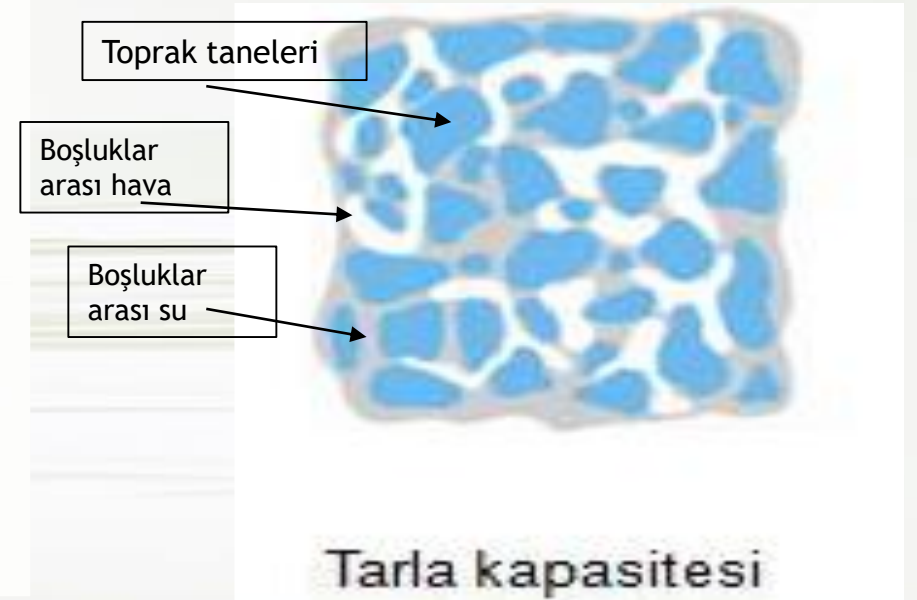 Toprak taneleri
Boşluklar
arası hava
Boşluklar
arası su
Tarla kapasitesi